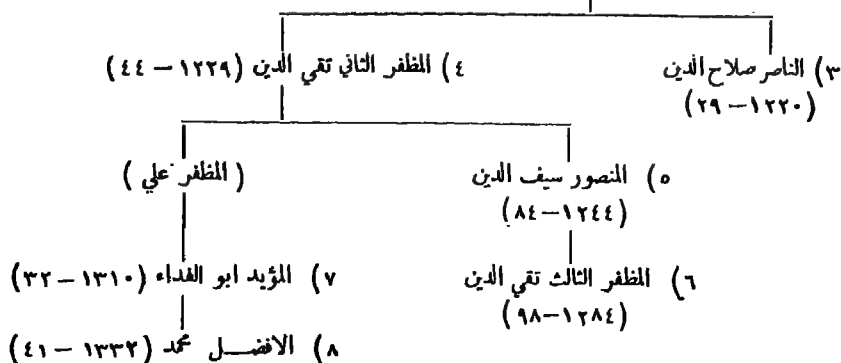 ٣) الناصر صلاح الدين
(١٢٢٠–٢٩)
٤) المظفر الثاني تقي الدين (١٢٢٩ – ٤٤)
٥) المنصور سيف الدين
(١٢٤٤–٨٤)
(المظفر علي)
٦) المظفر الثالث تقي الدين
(١٢٨٤–٩٨)
٧) المؤيد ابو الفداء (١٣١٠–٣٢)
٨) الافضل محمد (١٣٣٢ – ٤١)